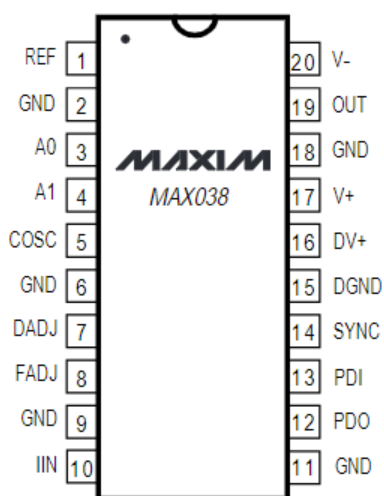 REF 1 20 V-
GND 2 19 OUT
A0 3 18 GND
MAXIM
A1 4 MAX038 17 V+
COSC 5 16 DV+
GND 6 15 DGND
DADJ 7 14 SYNC
FADJ 8 13 PDI
GND 9 12 PDO
IIN 10 11 GND